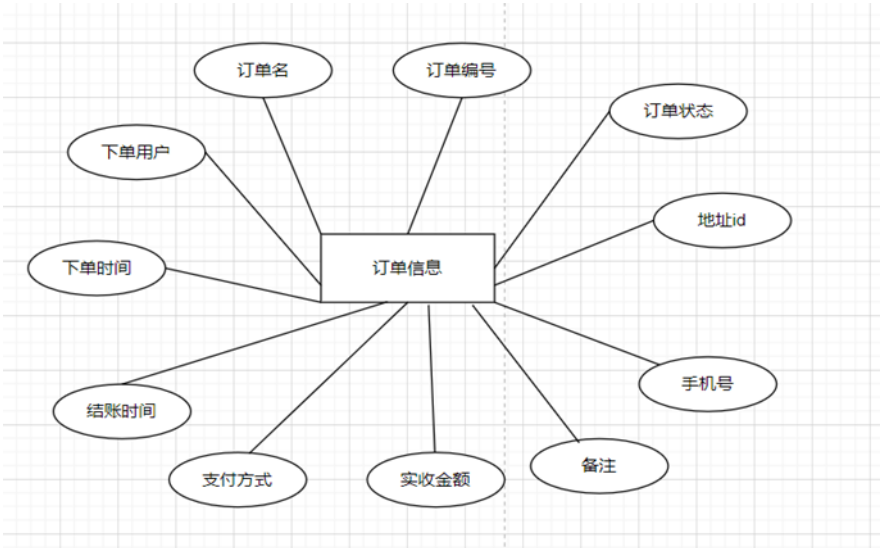 订单名
订单编号
订单状态
下单用户
地址id
下单时间
订单信息
手机号
结账时间
支付方式
实收金额
备注